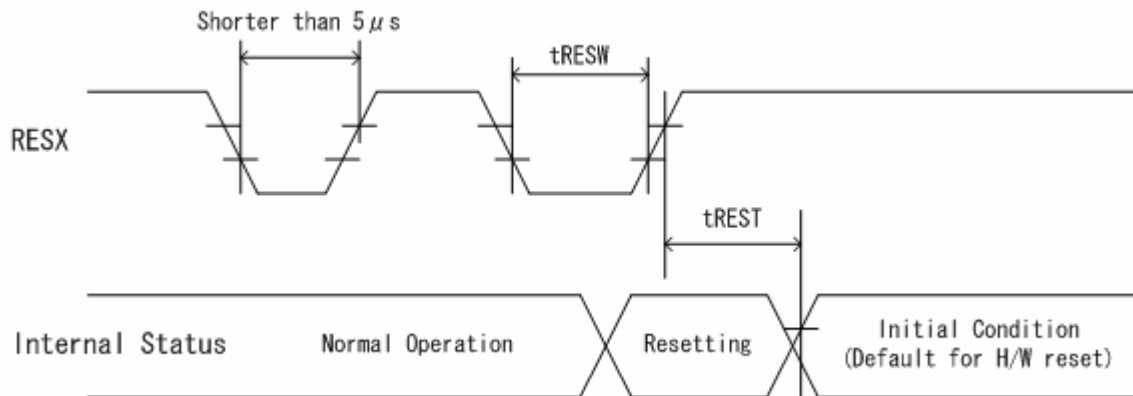 Shorter than 5μs
tRESW
RESX
tREST
Internal Status
Normal Operation
Resetting
Initial Condition
(Default for H/W reset)